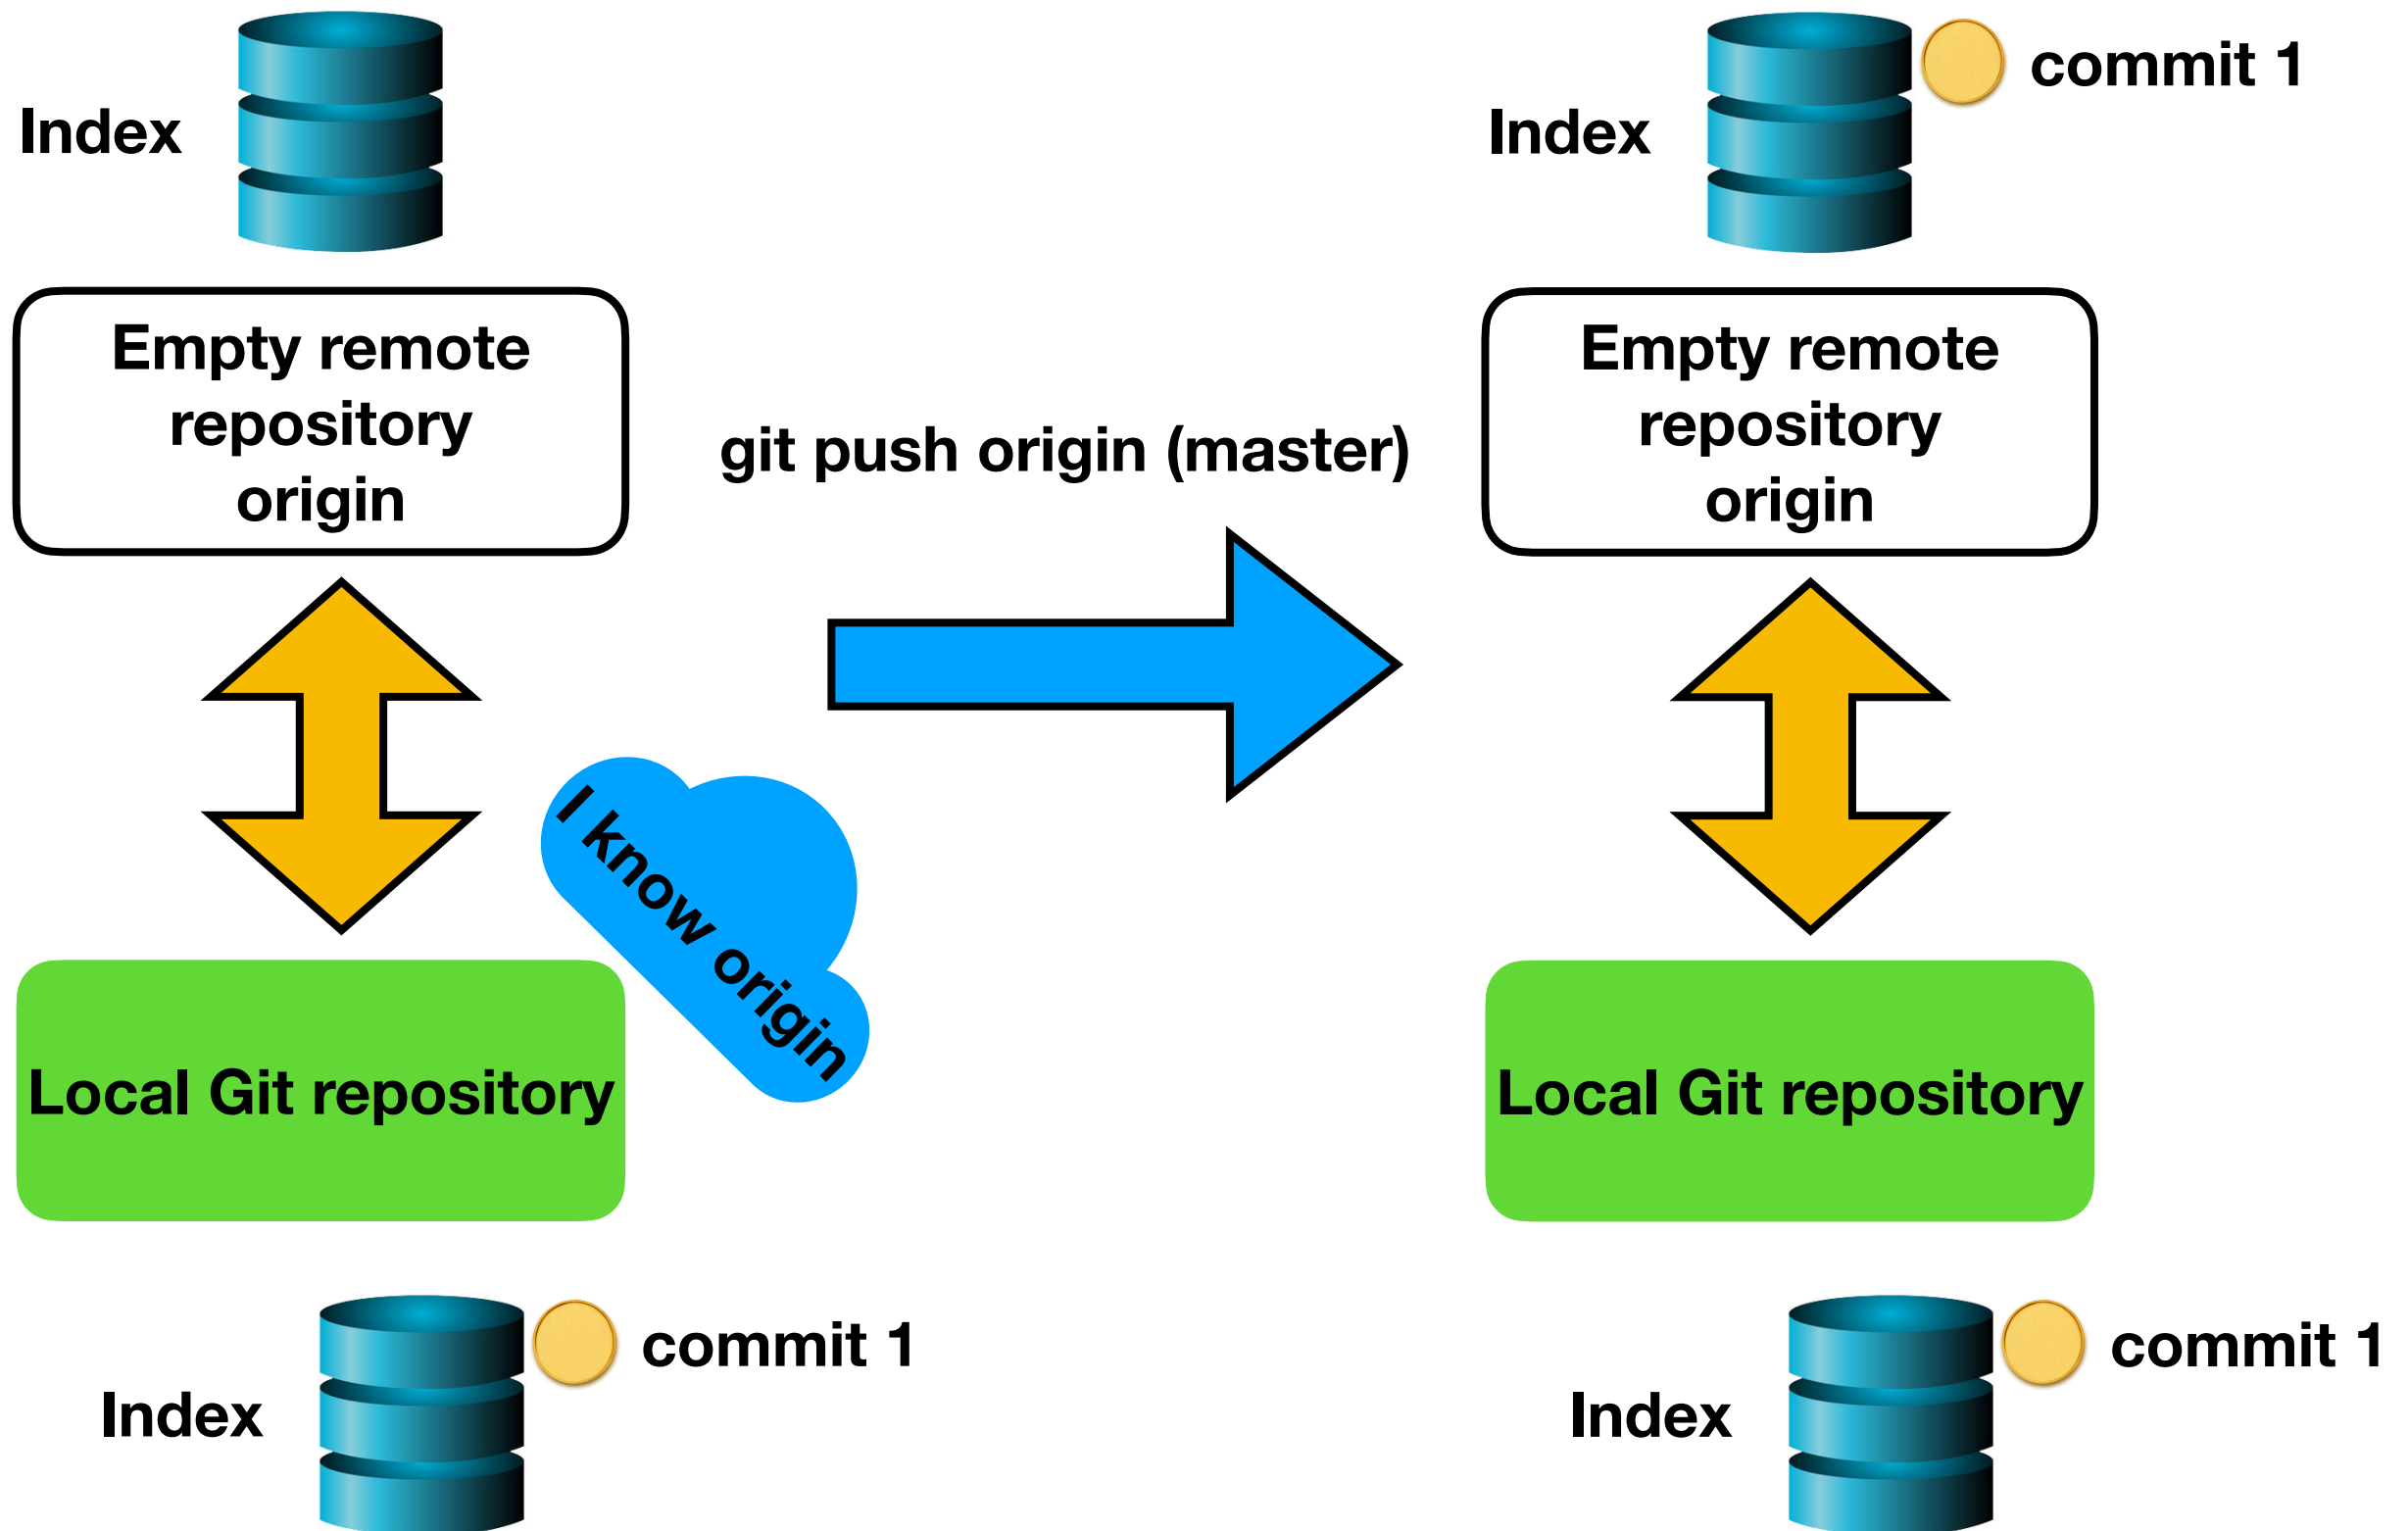 Index
Empty remote
repository
origin
I know origin
Local Git repository
commit 1
Index
git push origin (master)
commit 1
Index
Empty remote
repository
origin
Local Git repository
commit 1
Index